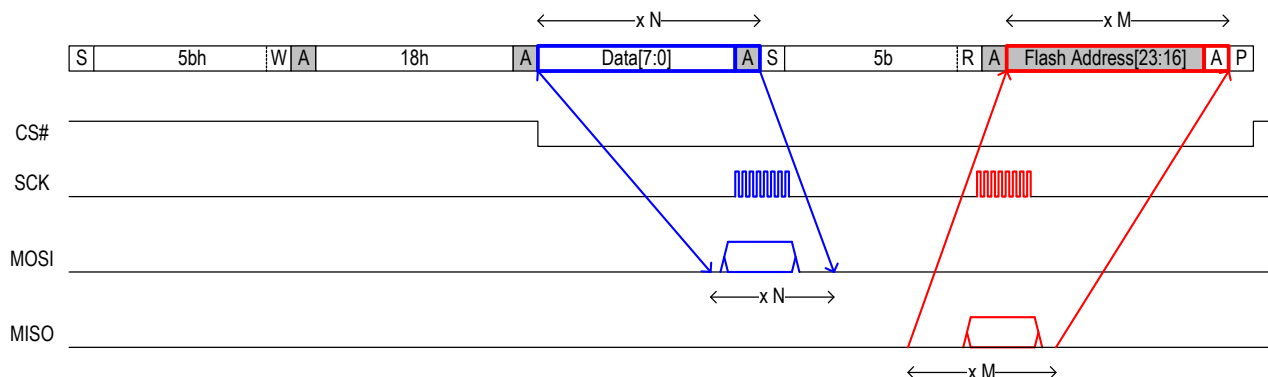 x N x M
S 5bh W A 18h A Data[7:0] A S 5b R A Flash Address[23:16] A P
CS#
SCK
MOSI
x N
MISO
x M